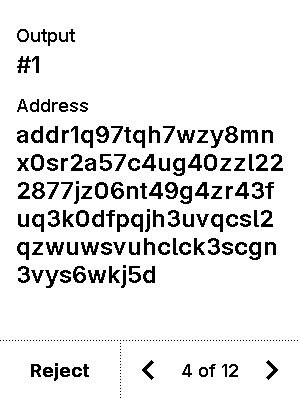 Output
#1
Address
addr1q97tqh7wzy8mn
x0sr2a57c4ug40zzl22
2877jz06nt49g4zr43f
uq3k0dfpqjh3uvqcsl2
qzwuwsvuhclck3scgn
3vys6wkj5d
Reject
4 of 12